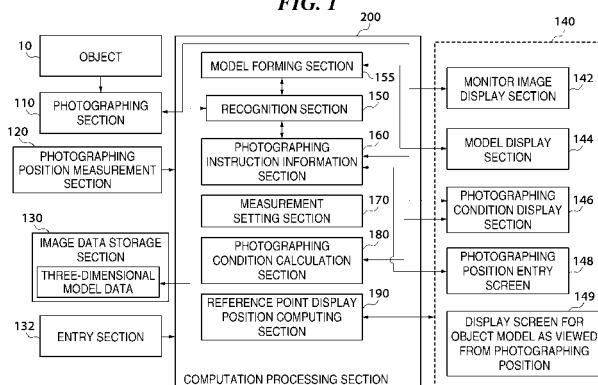 FIG. 1
200
140
10
OBJECT
110
PHOTOGRAPHING
SECTION
120
PHOTOGRAPHING
POSITION MEASUREMENT
SECTION
130
IMAGE DATA STORAGE
SECTION
THREE-DIMENSIONAL
MODEL DATA
132
ENTRY SECTION
MODEL FORMING SECTION
155
RECOGNITION SECTION
150
PHOTOGRAPHING
INSTRUCTION INFORMATION
SECTION
160
MEASUREMENT
SETTING SECTION
170
PHOTOGRAPHING
CONDITION CALCULATION
SECTION
180
REFERENCE POINT DISPLAY
POSITION COMPUTING
SECTION
190
COMPUTATION PROCESSING SECTION
MONITOR IMAGE
DISPLAY SECTION
142
MODEL DISPLAY
SECTION
144
PHOTOGRAPHING
CONDITION DISPLAY
SECTION
146
PHOTOGRAPHING
POSITION ENTRY
SCREEN
148
149
DISPLAY SCREEN FOR
OBJECT MODEL AS VIEWED
FROM PHOTOGRAPHING
POSITION